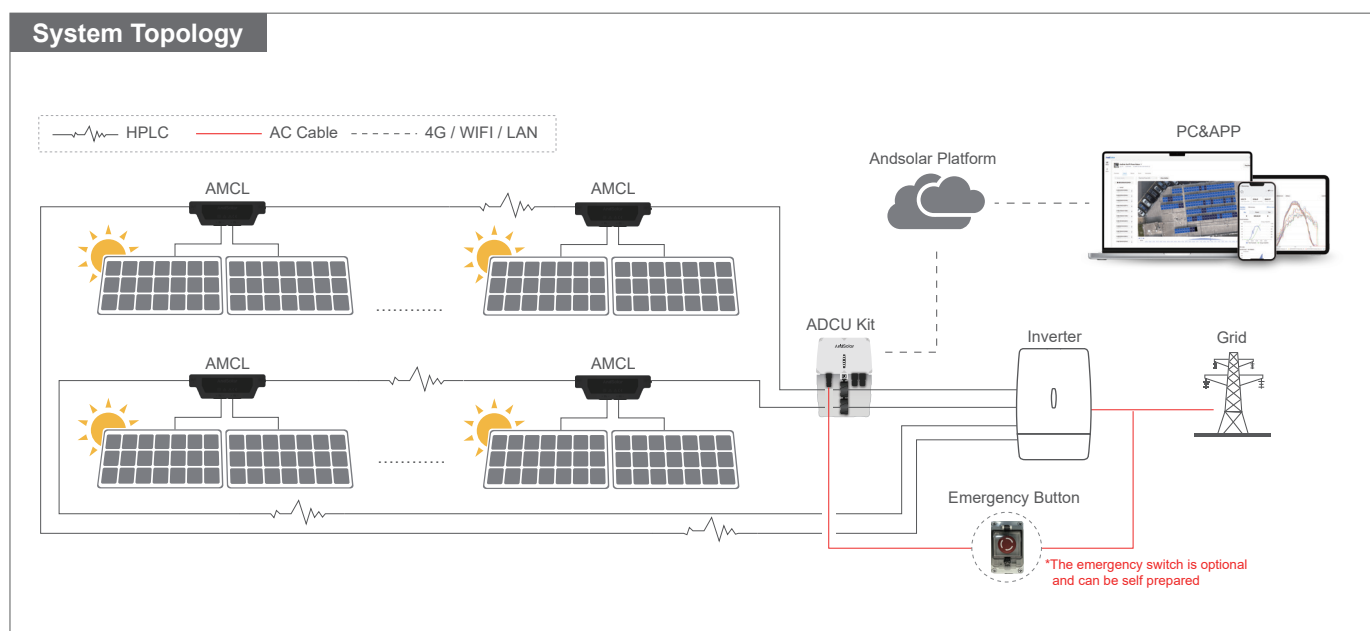 System Topology
HPLC
AC Cable
4G / WIFI / LAN
PC&APP
Andsolar Platform
AMCL
AMCL
ADCU Kit
Inverter
Grid
AMCL
AMCL
Emergency Button
*The emergency switch is optional
and can be self prepared